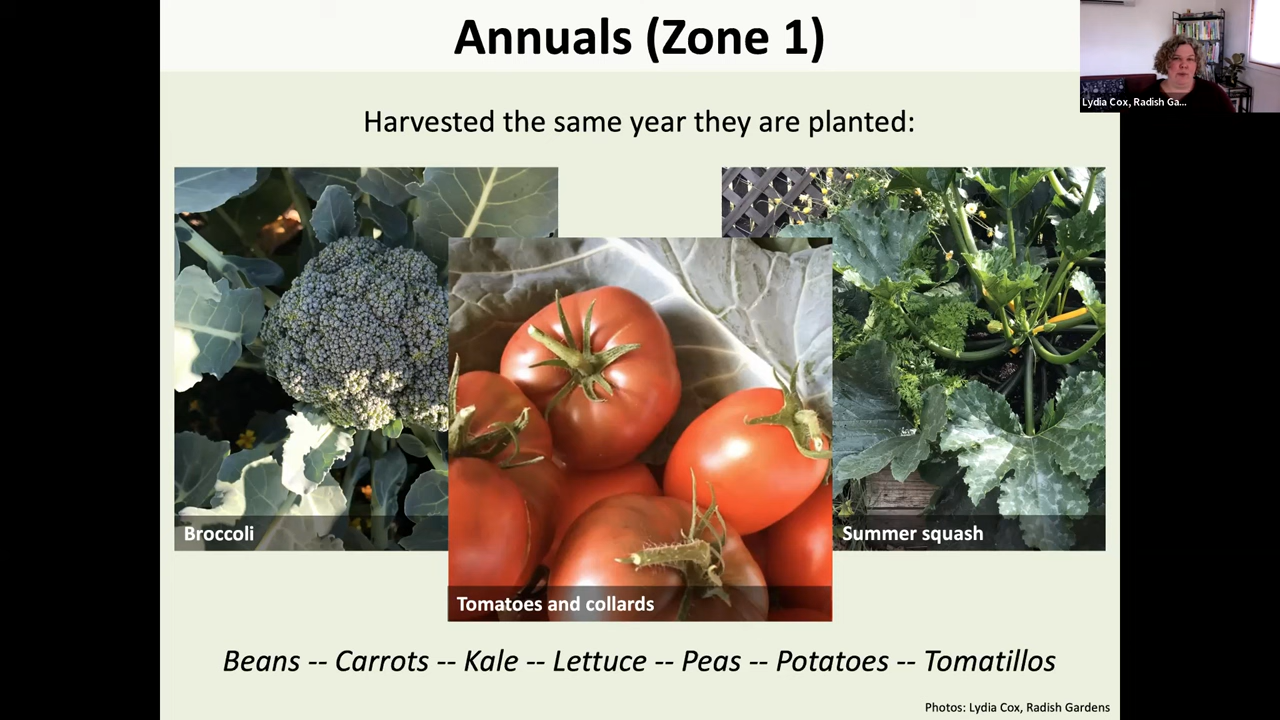 Annuals (Zone 1)
Lydia Cox, Radish Ga...
Harvested the same year they are planted:
Broccoli
Summer squash
Tomatoes and collards
Beans -- Carrots -- Kale -- Lettuce -- Peas -- Potatoes -- Tomatillos
Photos: Lydia Cox, Radish Gardens